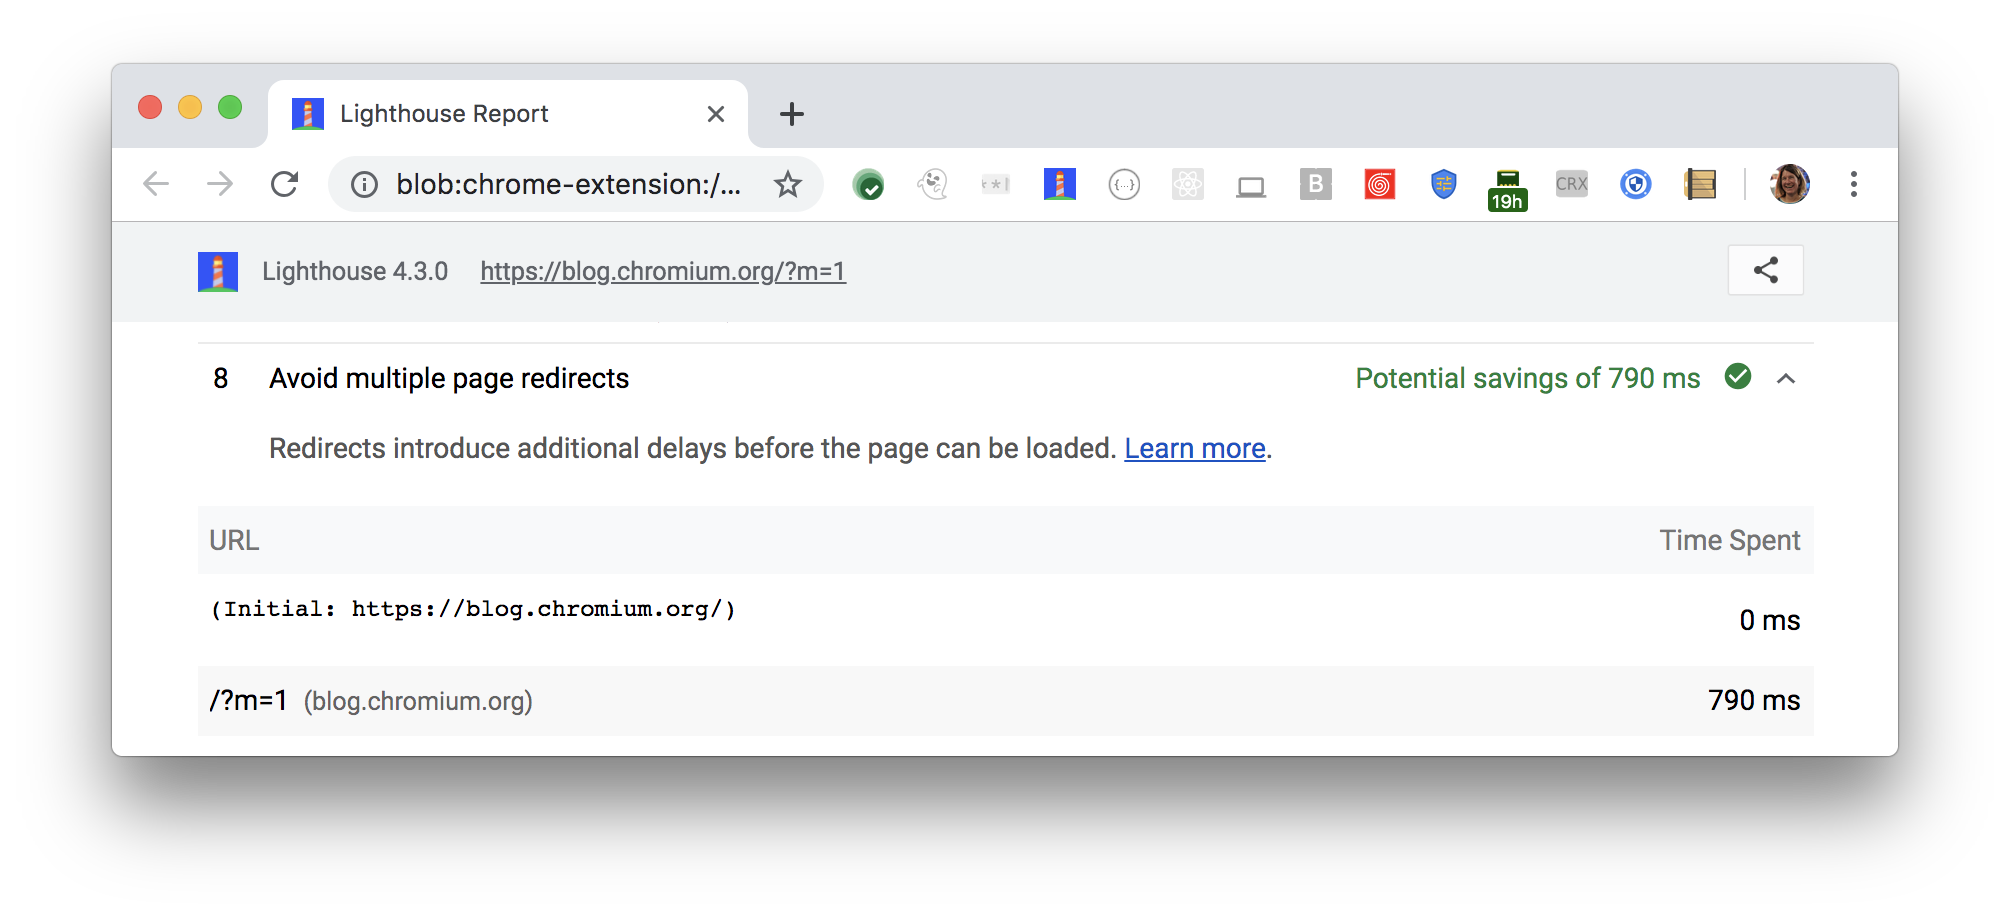 Lighthouse Report
blob:chrome-extension:/...
{...}
B
19h
CRX
Lighthouse 4.3.0 https://blog.chromium.org/?m=1
8 Avoid multiple page redirects Potential savings of 790 ms
Redirects introduce additional delays before the page can be loaded. Learn more.
URL Time Spent
(Initial: https://blog.chromium.org/) 0 ms
/?m=1 (blog.chromium.org) 790 ms